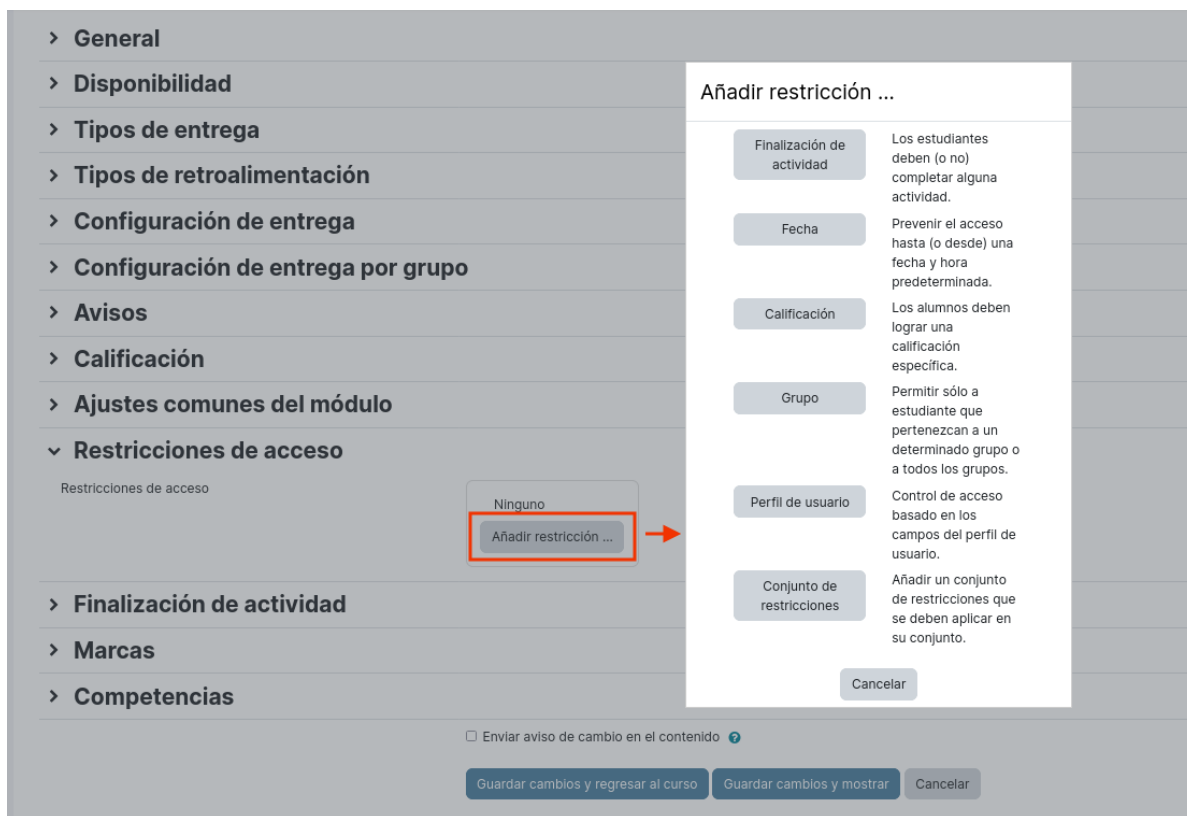 General
Disponibilidad
Tipos de entrega
Tipos de retroalimentación
Configuración de entrega
Configuración de entrega por grupo
Avisos
Calificación
Ajustes comunes del módulo
Restricciones de acceso
Restricciones de acceso
Ninguno
Añadir restricción ...
Finalización de actividad
Marcas
Competencias
Enviar aviso de cambio en el contenido ?
Guardar cambios y regresar al curso
Guardar cambios y mostrar
Cancelar
Añadir restricción ...
Finalización de
actividad
Los estudiantes
deben (o no)
completar alguna
actividad.
Fecha
Prevenir el acceso
hasta (o desde) una
fecha y hora
predeterminada.
Calificación
Los alumnos deben
lograr una
calificación
específica.
Grupo
Permitir sólo a
estudiante que
pertenezcan a un
determinado grupo o
a todos los grupos.
Perfil de usuario
Control de acceso
basado en los
campos del perfil de
usuario.
Conjunto de
restricciones
Añadir un conjunto
de restricciones que
se deben aplicar en
su conjunto.
Cancelar